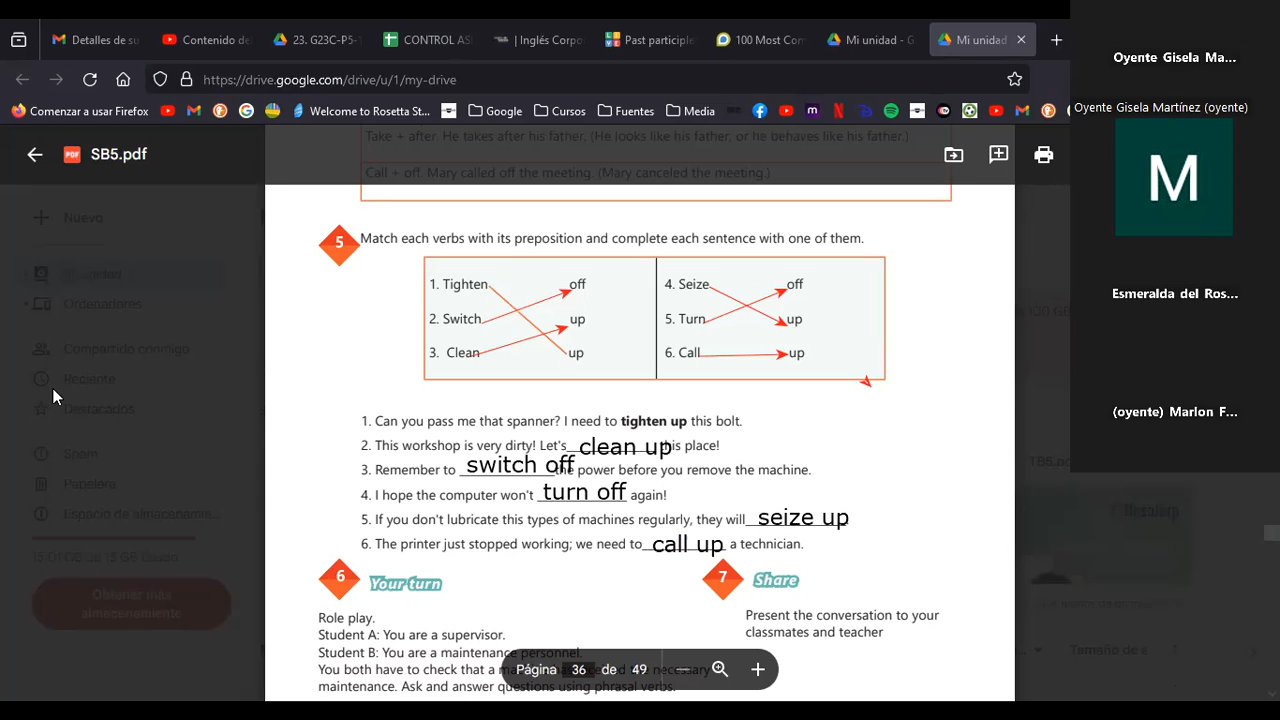 Detalles de su
Contenido de
23. G23C-P5-
CONTROL AS
| Inglés Corpo
Past participle
100 Most Con
Mi unidad - G
Mi unidad
https://drive.google.com/drive/u/1/my-drive
Comenzar a usar Firefox
Welcome to Rosetta St...
Google
Cursos
Fuentes
Media
Oyente Gisela Ma...
Oyente Gisela Martínez (oyente)
M
Esmeralda del Ros...
(oyente) Marlon F...
SB5.pdf
Nuevo
Mi unidad
Ordenadores
Compartido conmigo
Reciente
Destacados
Spam
Papelera
Espacio de almacenamie...
Obtener más
almacenamiento
Take + after. He takes after his father. (He looks like his father, or he behaves like his father.)
Call + off. Mary called off the meeting. (Mary canceled the meeting.)
5 Match each verbs with its preposition and complete each sentence with one of them.
1. Tighten off
2. Switch up
3. Clean up
4. Seize off
5. Turn up
6. Call up
1. Can you pass me that spanner? I need to tighten up this bolt.
2. This workshop is very dirty! Let's clean up this place!
3. Remember to switch off the power before you remove the machine.
4. I hope the computer won't turn off again!
5. If you don't lubricate this types of machines regularly, they will seize up
6. The printer just stopped working; we need to call up a technician.
6 Your turn
Role play.
Student A: You are a supervisor.
Student B: You are a maintenance personnel.
You both have to check that a necessary
maintenance. Ask and answer questions using phrasal verbs.
7 Share
Present the conversation to your
classmates and teacher
Página 36 de 49
Tamaño de